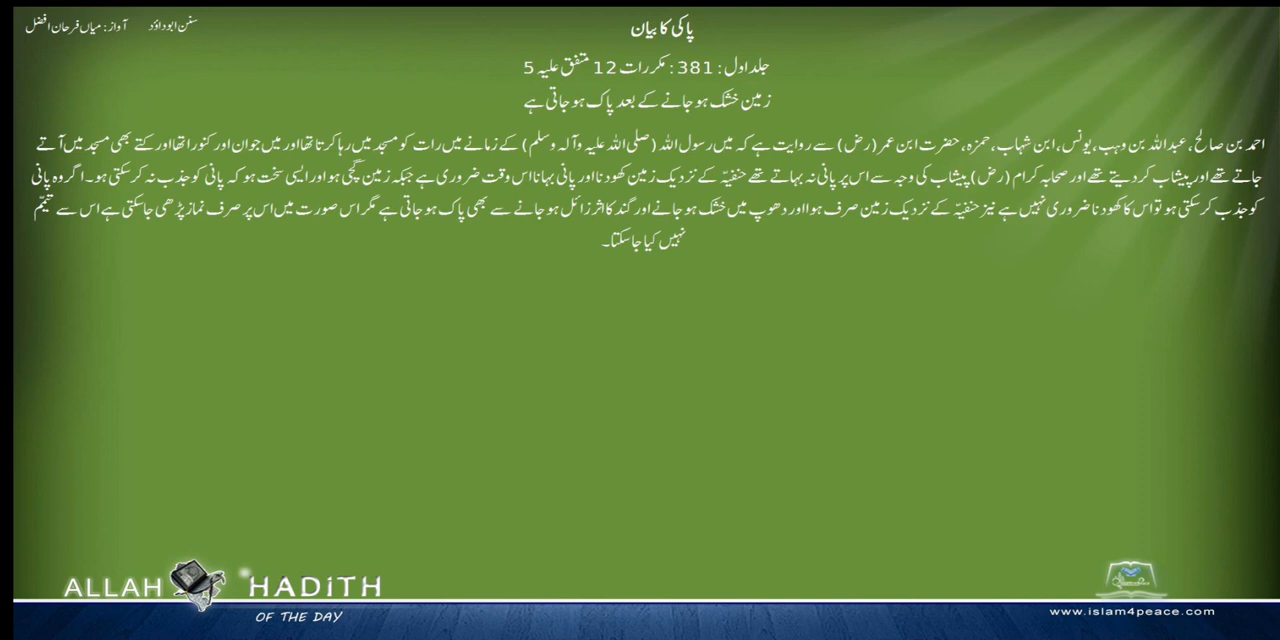 پاکی کا بیان
سنن ابوداؤد آواز: میاں فرحان افضل
جلد اول : 381 : مکررات 12 متفق علیہ 5
زمین خشک ہو جانے کے بعد پاک ہو جاتی ہے
احمد بن صالح، عبداللہ بن وہب، یونس، ابن شہاب، حمزہ، حضرت ابن عمر (رض) سے روایت ہے کہ میں رسول اللہ (صلی اللہ علیہ وآلہ وسلم) کے زمانے میں رات کو مسجد میں رہا کرتا تھا اور میں جوان اور کنوارا تھا اور کتے بھی مسجد میں آتے
جاتے تھے اور پیشاب کر دیتے تھے اور صحابہ کرام (رض) پیشاب کی وجہ سے اس پر پانی نہ بہاتے تھے حنفیہّ کے نزدیک زمین کھودنا اور پانی بہانا اس وقت ضروری ہے جبکہ زمین گچی ہو اور ایسی سخت ہو کہ پانی کو جذب نہ کر سکتی ہو۔ اگر وہ پانی
کو جذب کر سکتی ہو تو اس کا کھودنا ضروری نہیں ہے نیز حنفیہّ کے نزدیک زمین صرف ہوا اور دھوپ میں خشک ہو جانے اور گند کا اثر زائل ہو جانے سے بھی پاک ہو جاتی ہے مگر اس صورت میں اس پر صرف نماز پڑھی جا سکتی ہے اس سے تیممّ
نہیں کیا جا سکتا۔
ALLAH HADITH
OF THE DAY
www.islam4peace.com